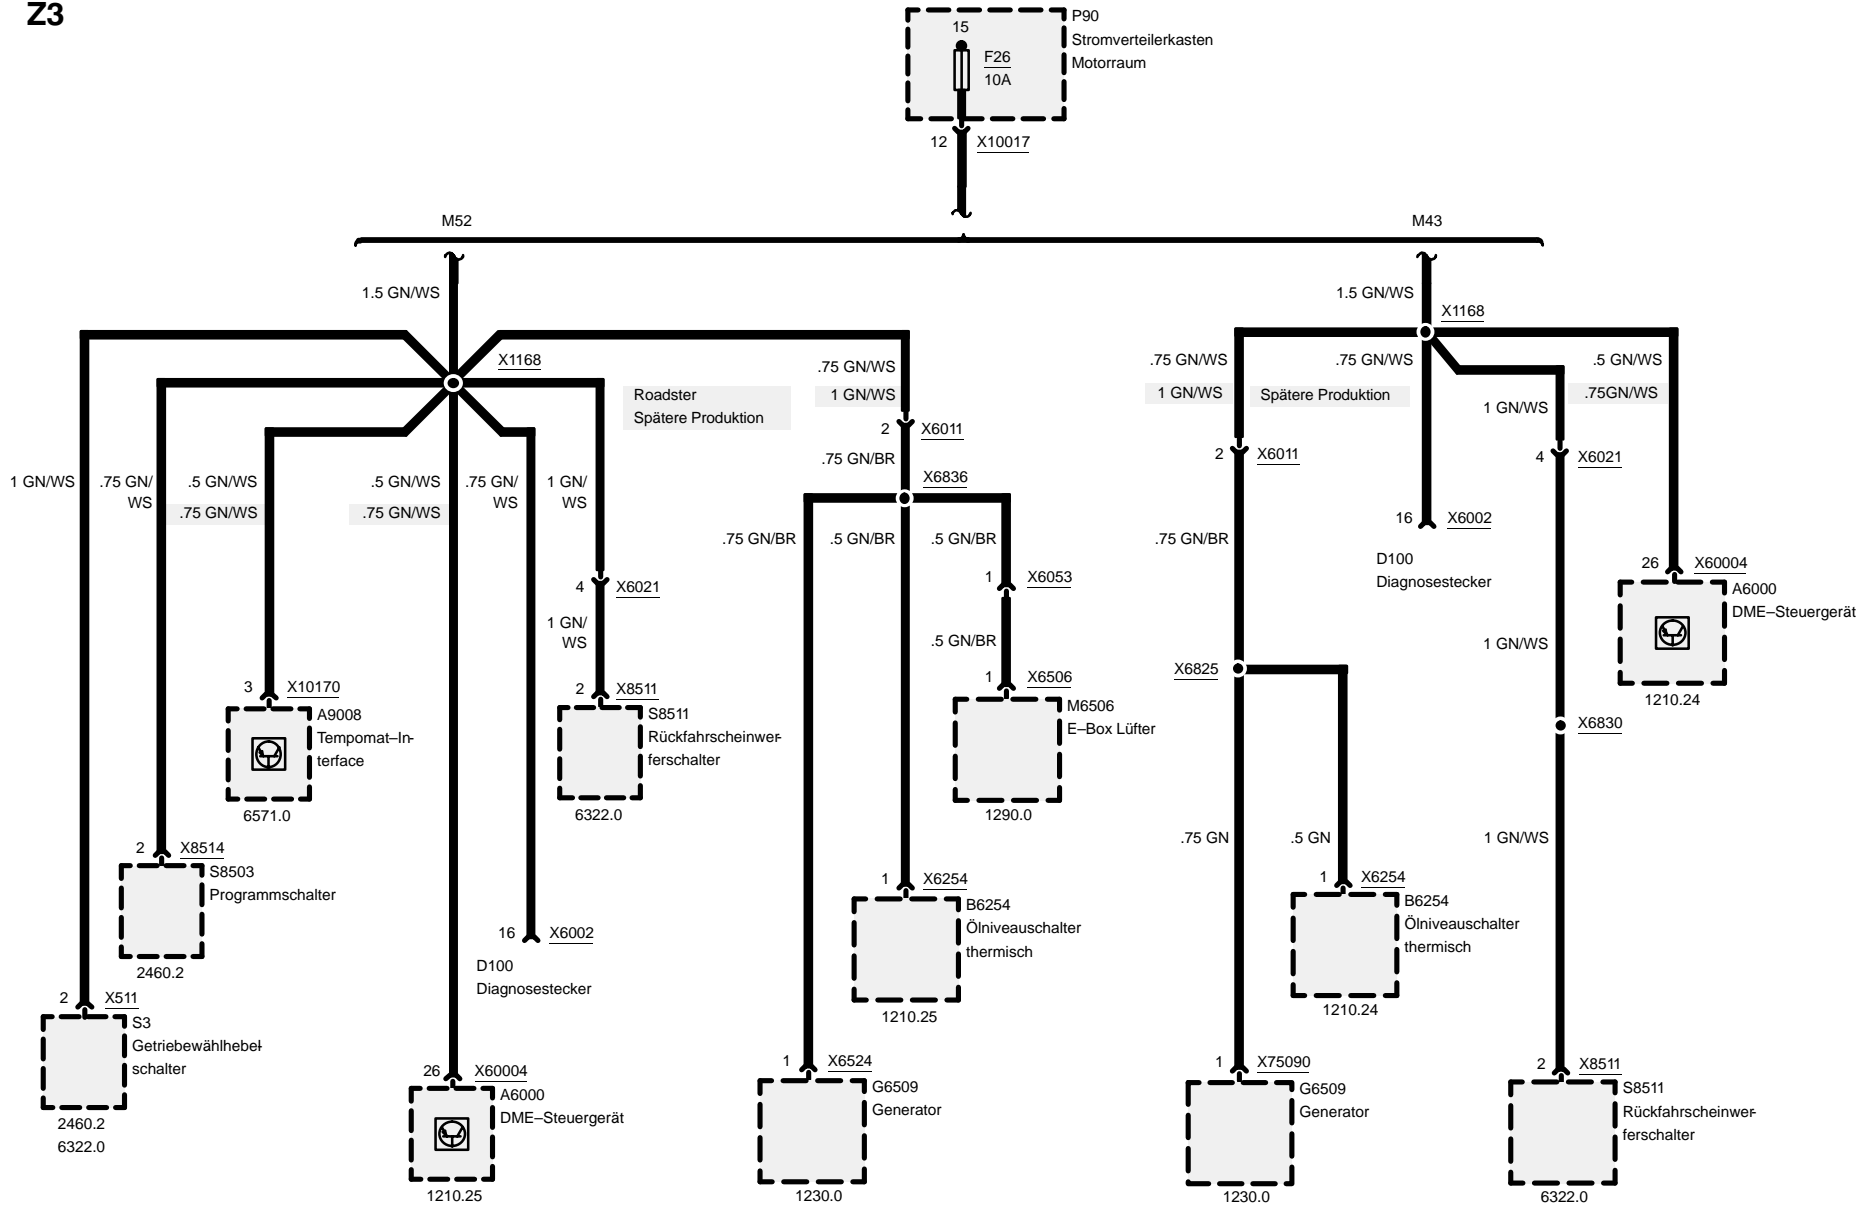 Z3
P90
Stromverteilerkasten
Motorraum
15
F26
10A
12 X10017
M52
M43
1.5 GN/WS
1.5 GN/WS
X1168
X1168
.75 GN/WS
1 GN/WS
Roadster
Spätere Produktion
.75 GN/WS
1 GN/WS
Spätere Produktion
.75 GN/WS
.5 GN/WS
.75GN/WS
1 GN/WS
2 X6011
.75 GN/BR
X6836
2 X6011
4 X6021
1 GN/WS
.75 GN/
WS
.5 GN/WS
.75 GN/WS
.5 GN/WS
.75 GN/WS
.75 GN/
WS
1 GN/
WS
.75 GN/BR
.5 GN/BR
.5 GN/BR
.75 GN/BR
16 X6002
D100
Diagnosestecker
26 X60004
A6000
DME–Steuergerät
1210.24
4 X6021
1 GN/
WS
1 X6053
.5 GN/BR
1 GN/WS
X6825
X6830
3 X10170
A9008
Tempomat–In-
terface
6571.0
2 X8511
S8511
Rückfahrscheinwer-
ferschalter
6322.0
1 X6506
M6506
E–Box Lüfter
1290.0
.75 GN
.5 GN
1 GN/WS
2 X8514
S8503
Programmschalter
2460.2
16 X6002
D100
Diagnosestecker
1 X6254
B6254
Ölniveauschalter
thermisch
1210.25
1 X6254
B6254
Ölniveauschalter
thermisch
1210.24
2 X511
S3
Getriebewählhebel-
schalter
2460.2
6322.0
26 X60004
A6000
DME–Steuergerät
1210.25
1 X6524
G6509
Generator
1230.0
1 X75090
G6509
Generator
1230.0
2 X8511
S8511
Rückfahrscheinwer-
ferschalter
6322.0